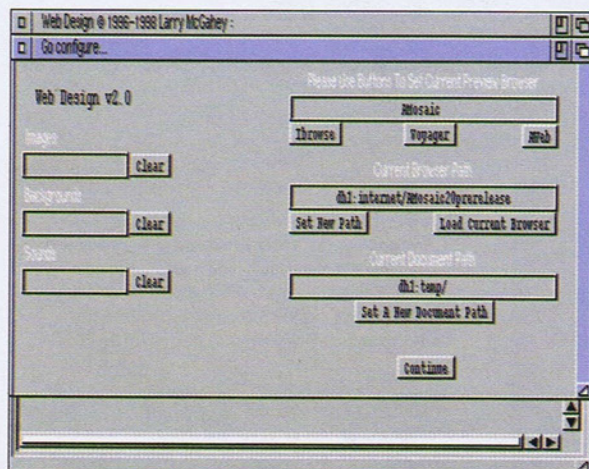 Web Design @ 1996-1998 Larry McGahey :
Go configure...
Web Design v2.0
Images
Clear
Backgrounds
Clear
Sounds
Clear
Please Use Buttons To Set Current Preview Browser
AMosaic
Ibrowse
Voyager
AWeb
Current Browser Path
dh1:internet/AMosaic20prerelease
Set New Path
Load Current Browser
Current Document Path
dh1:temp/
Set A New Document Path
Continue